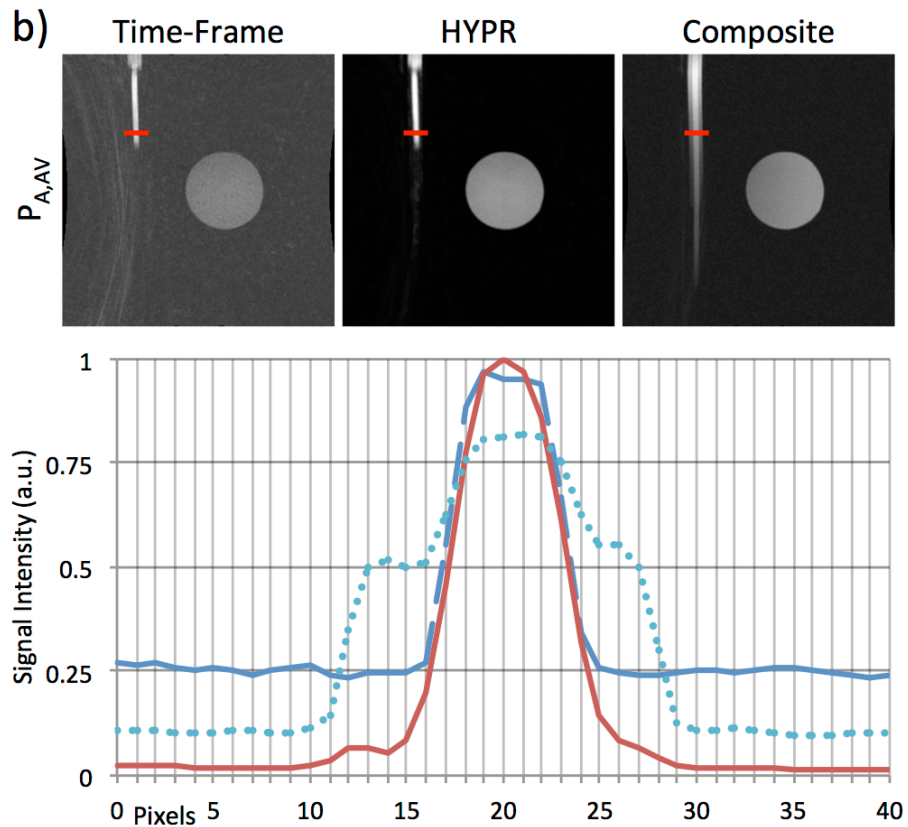 b) Time-Frame HYPR Composite
P_A,AV
1
0.75
0.5
0.25
0
Signal Intensity (a.u.)
0 Pixels 5 10 15 20 25 30 35 40